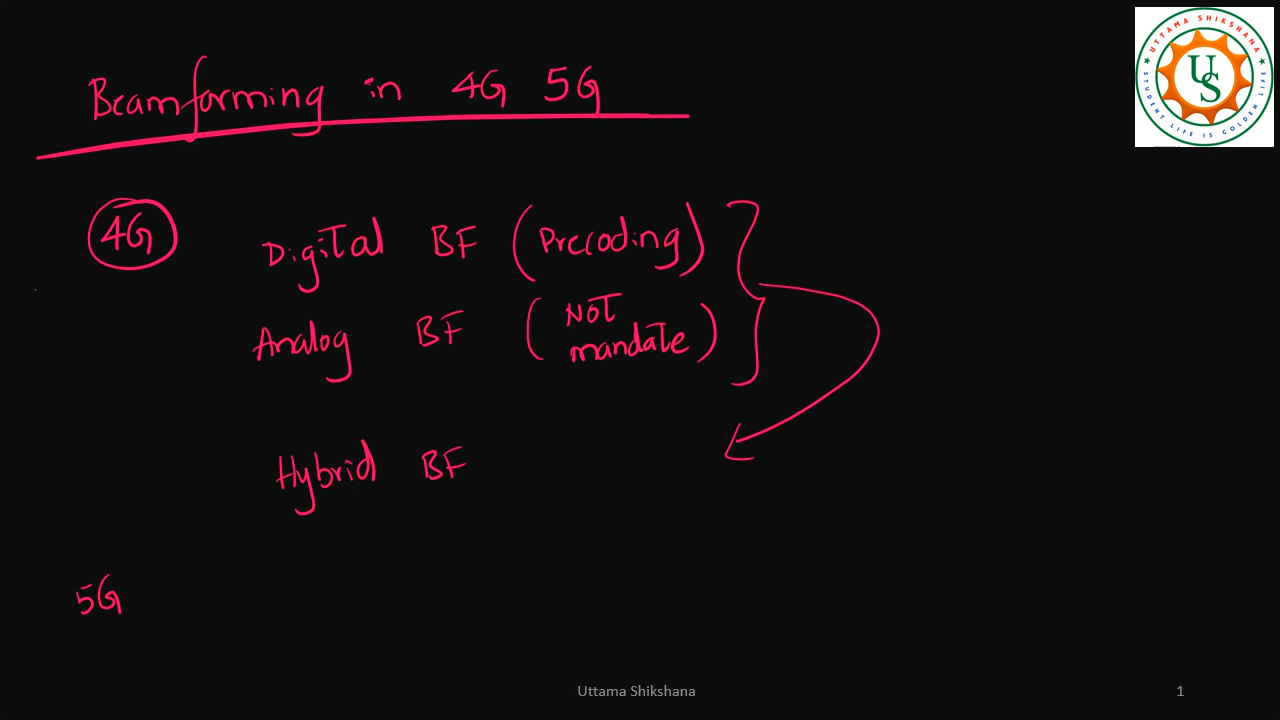 Beamforming in 4G 5G
UTTAMA SHIKSHANA
US
STUDENT LIFE IS GOLDEN LIFE
4G Digital BF (Precoding)
Analog BF (NOT mandate)
Hybrid BF
5G
Uttama Shikshana 1